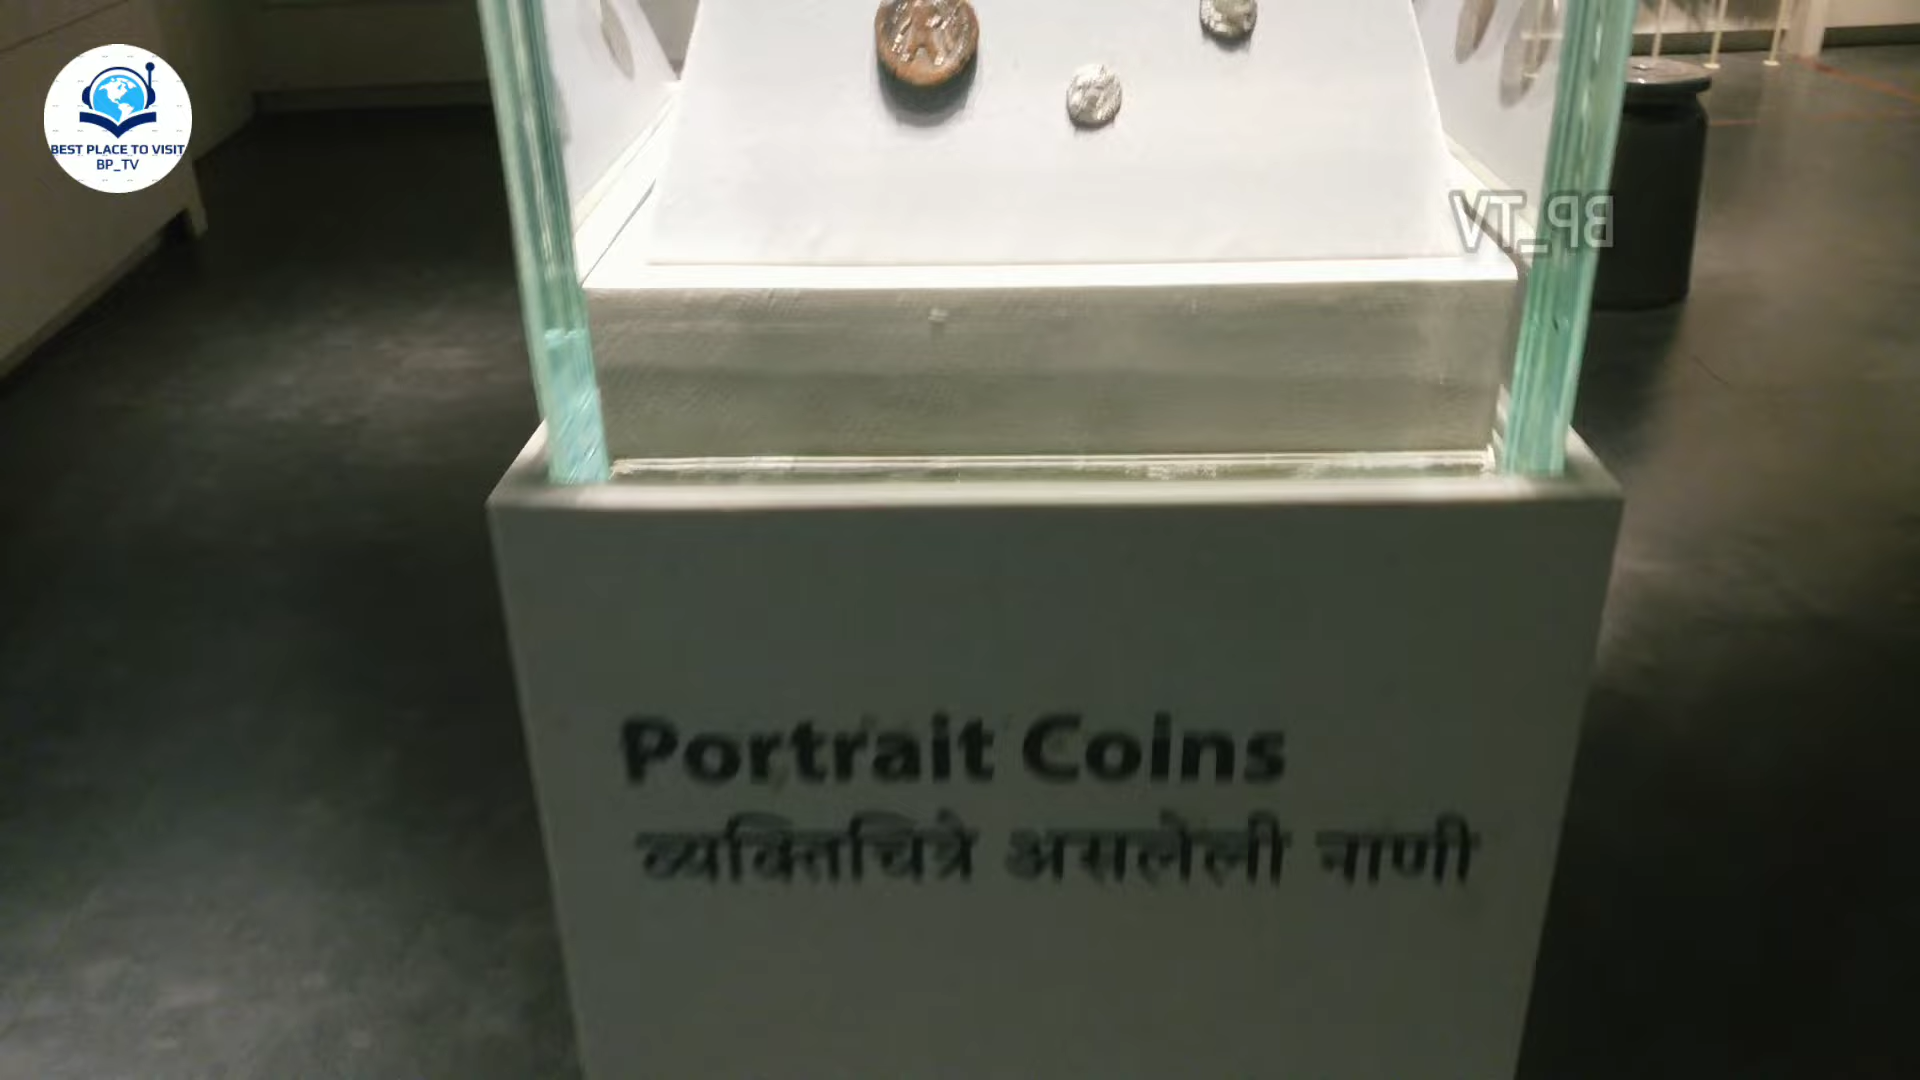 BEST PLACE TO VISIT
BP_TV
BP_TV
Portrait Coins
व्यक्तिचित्रे असलेली नाणी